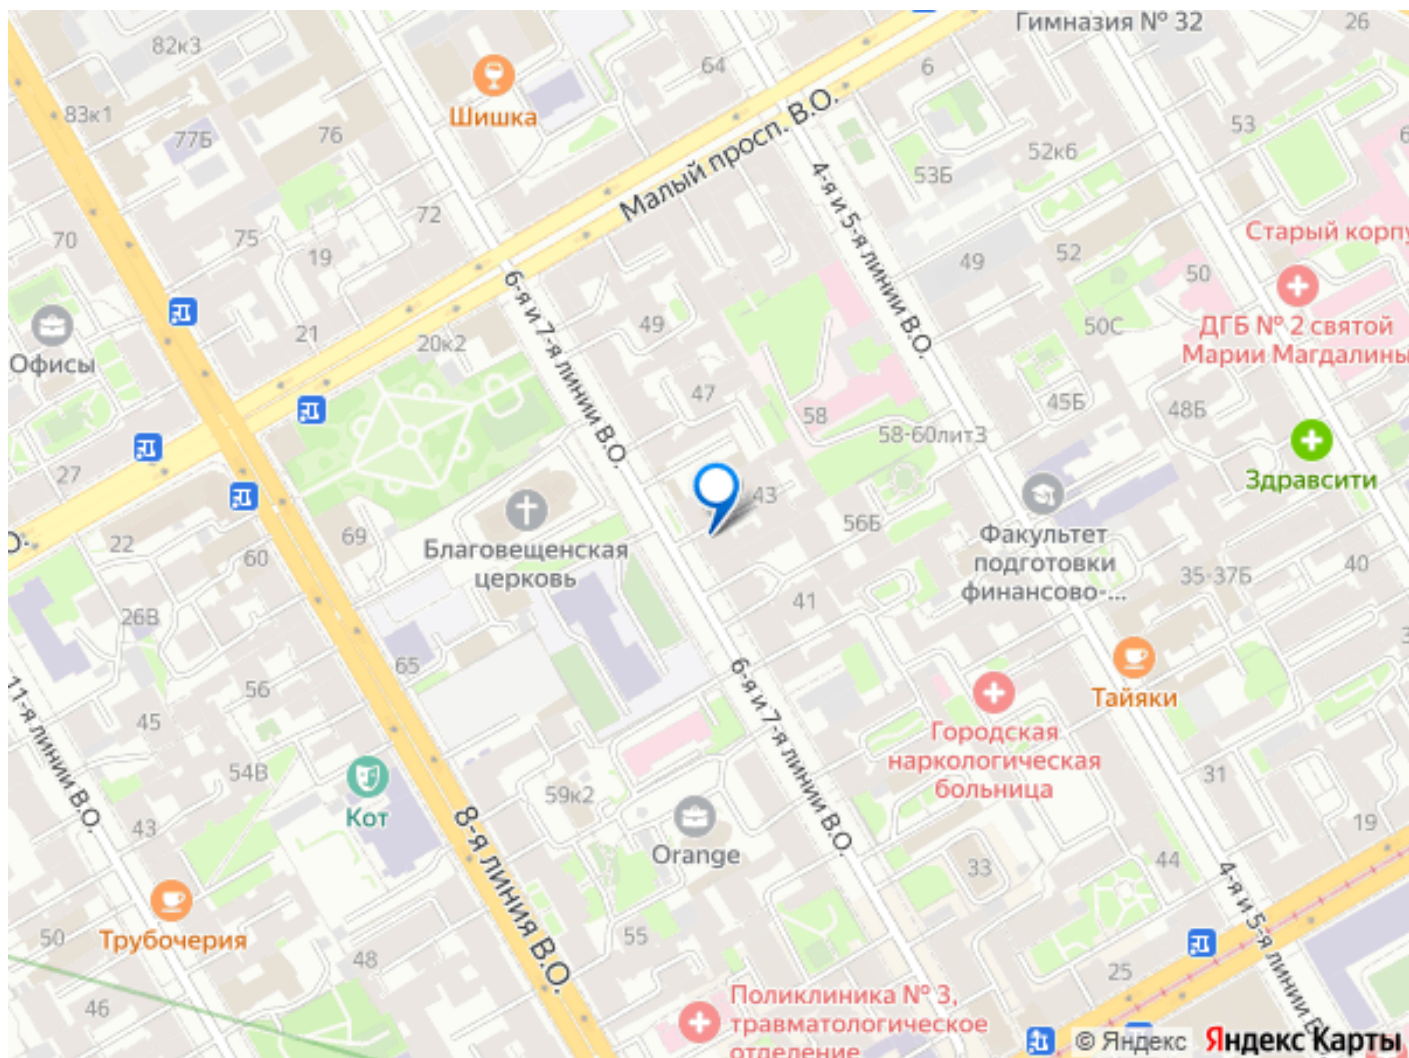 Гимназия № 32
26
82к3
64
6
83к1
Шишка
Малый просп. В.О.
53
77Б
76
52к6
53Б
4-я и 5-я линии В.О.
72
70
75
19
Старый корпу
52
49
50
6-я и 7-я линии В.О.
49
50С
ДГБ № 2 святой
Марии Магдалины
21
20к2
Офисы
47
45Б
48Б
58
58-60лит3
27
Здравсити
43
56Б
Факультет
подготовки
финансово-...
69
Благовещенская
церковь
22
60
35-37Б
40
41
26В
65
6-я и 7-я линии В.О.
Тайяки
56
11-я линии В.О.
45
Городская
наркологическая
больница
54В
59к2
31
Кот
8-я линия В.О.
43
Orange
19
33
44
4-я и 5-я линии В
Трубочерия
50
55
48
25
46
Поликлиника № 3,
травматологическое
отделение
© Яндекс Яндекс Карты